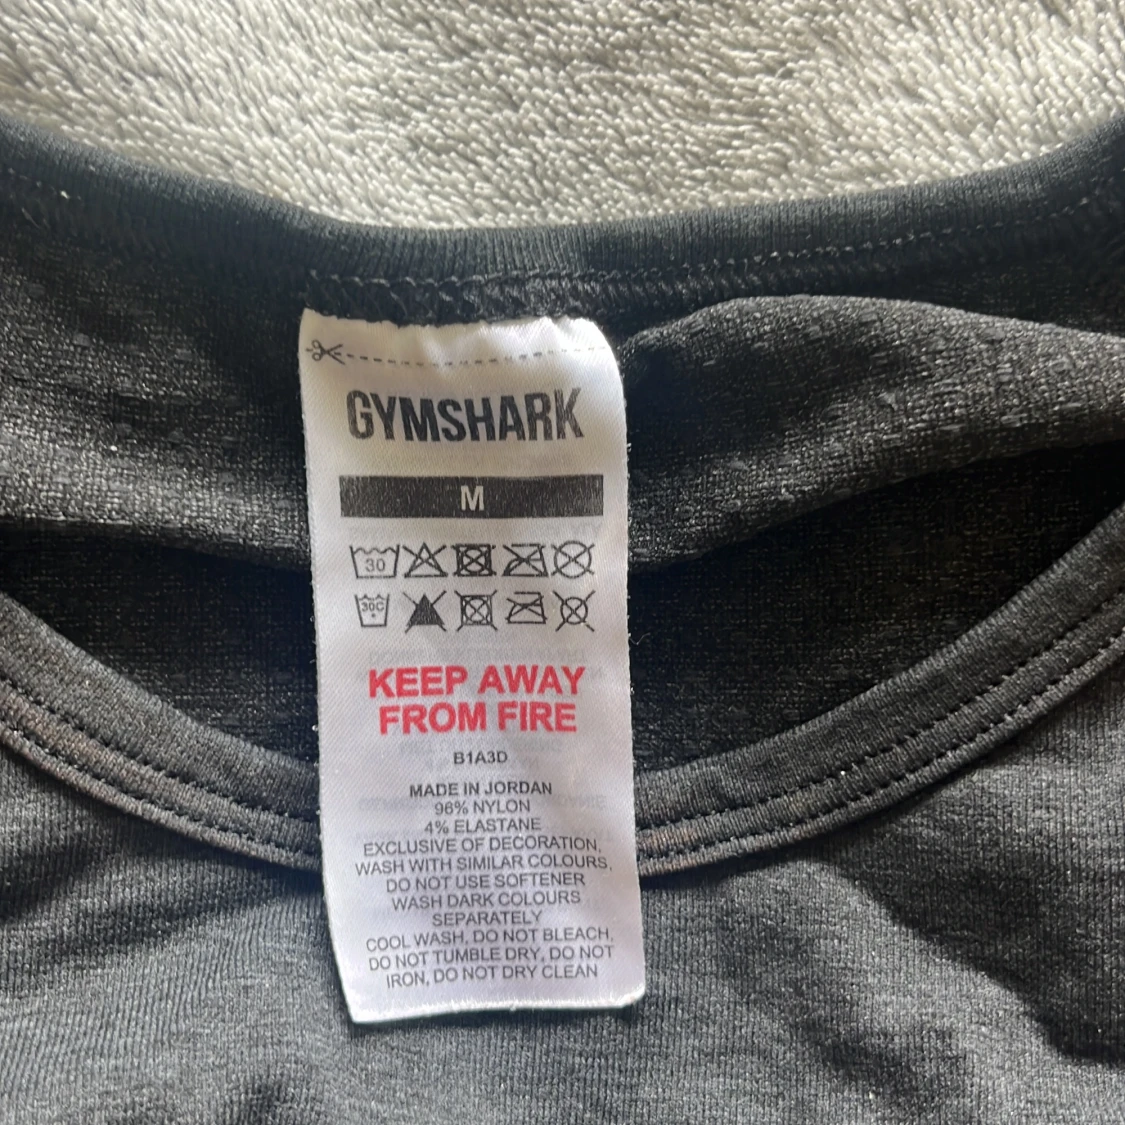 GYMSHARK
M
30
30C
KEEP AWAY
FROM FIRE
B1A3D
MADE IN JORDAN
96% NYLON
4% ELASTANE
EXCLUSIVE OF DECORATION,
WASH WITH SIMILAR COLOURS,
DO NOT USE SOFTENER
WASH DARK COLOURS
SEPARATELY
COOL WASH, DO NOT BLEACH,
DO NOT TUMBLE DRY, DO NOT
IRON, DO NOT DRY CLEAN